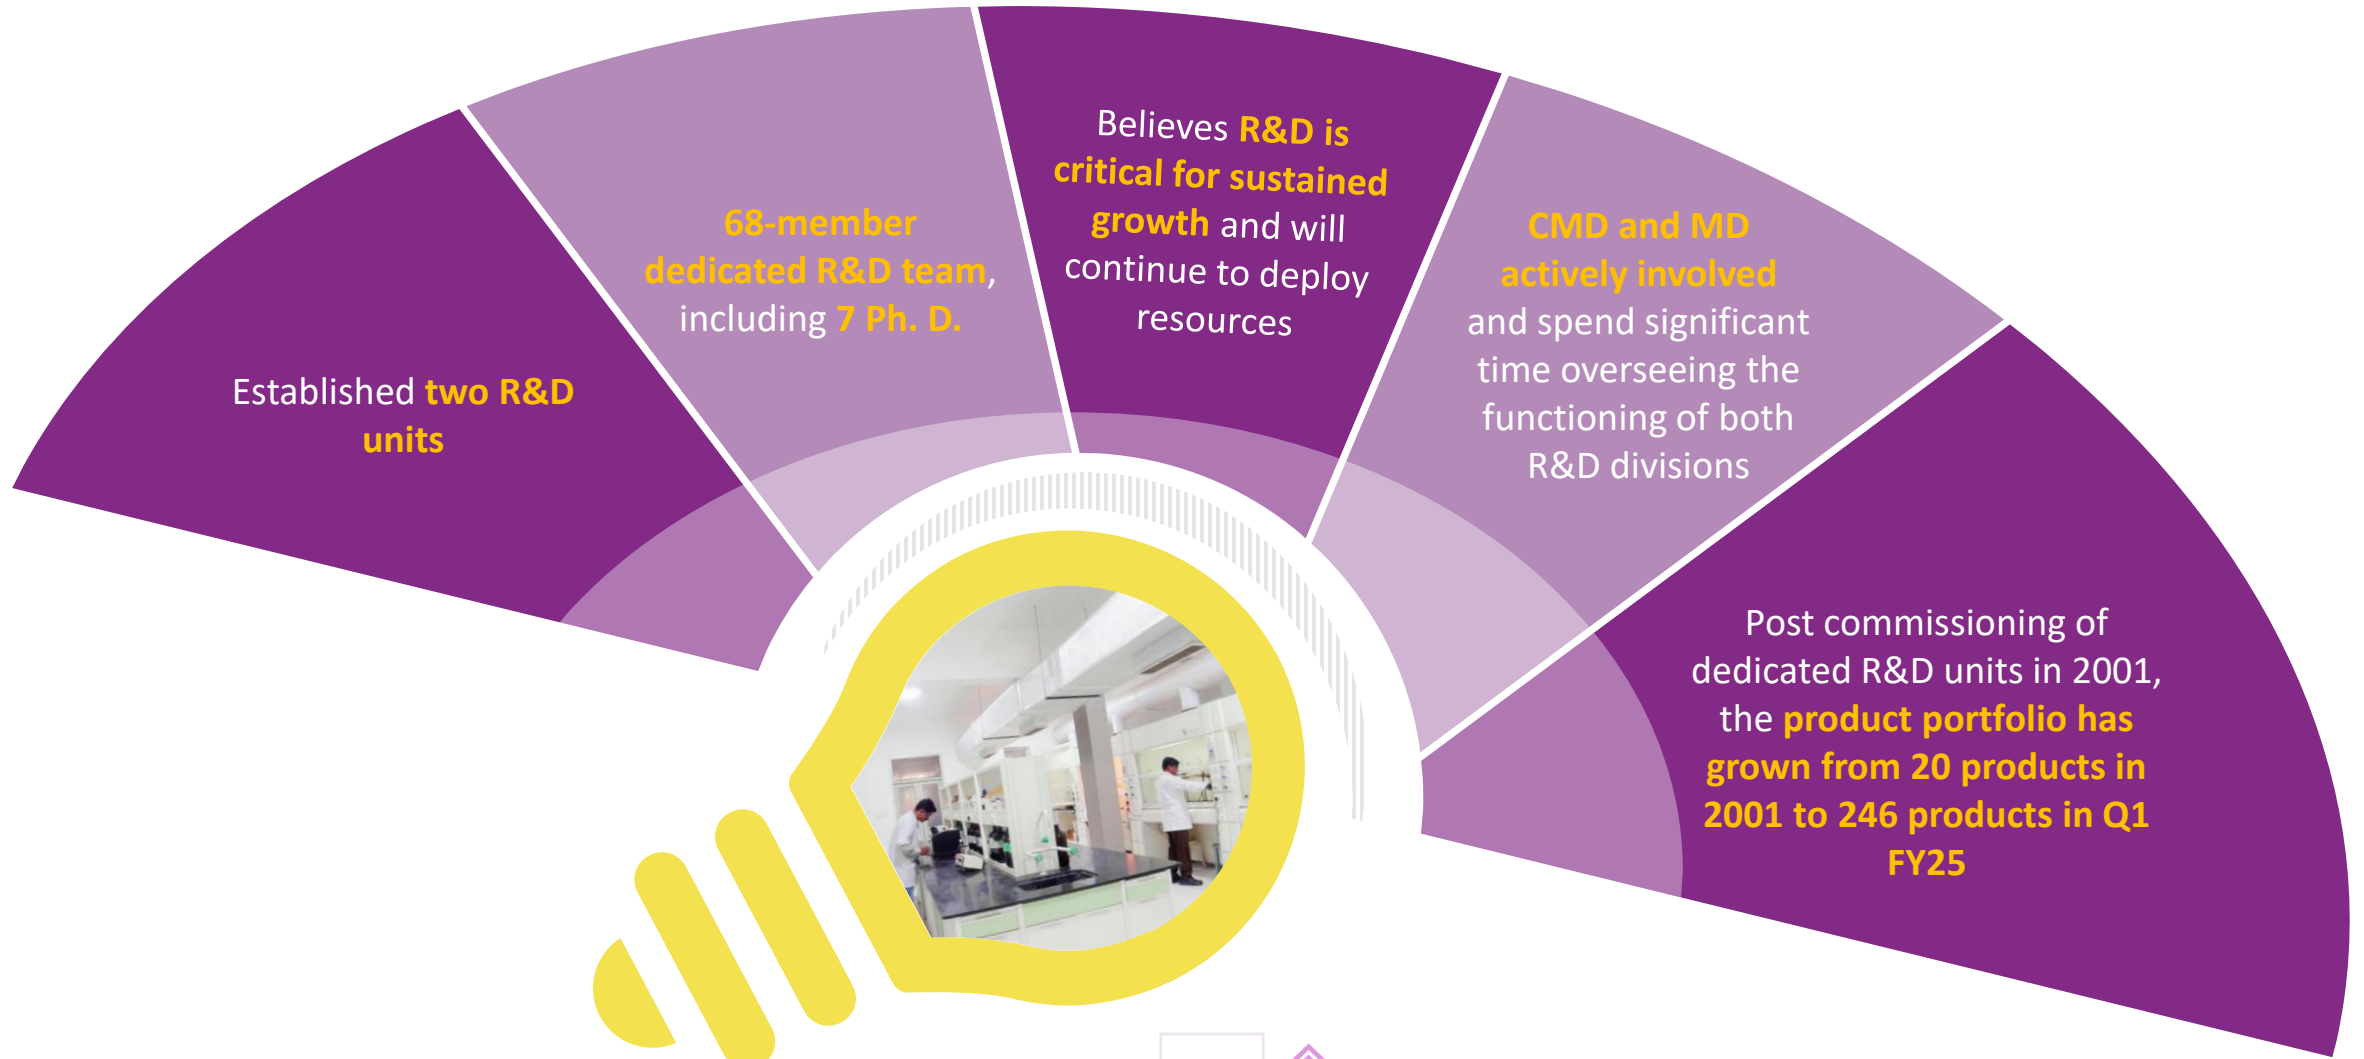 Established two R&D
units
68-member
dedicated R&D team,
including 7 Ph. D.
Believes R&D is
critical for sustained
growth and will
continue to deploy
resources
CMD and MD
actively involved
and spend significant
time overseeing the
functioning of both
R&D divisions
Post commissioning of
dedicated R&D units in 2001,
the product portfolio has
grown from 20 products in
2001 to 246 products in Q1
FY25